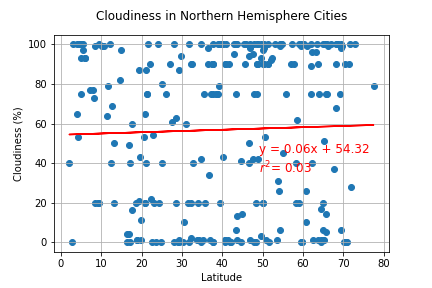 Cloudiness in Northern Hemisphere Cities
Cloudiness (%)
100
80
60
40
20
0
y = 0.06x + 54.32
r² = 0.03
0 10 20 30 40 50 60 70 80
Latitude